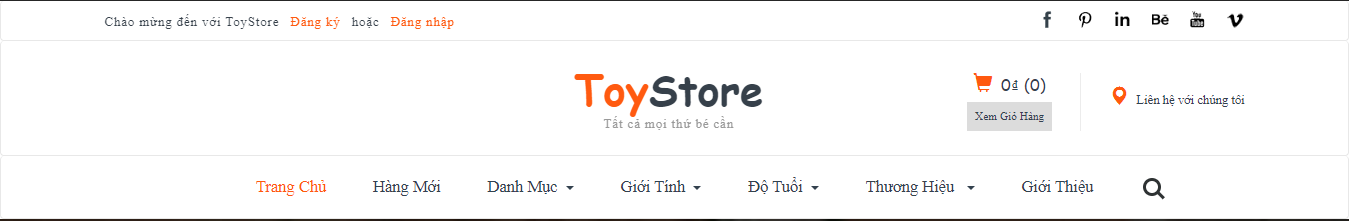 Chào mừng đến với ToyStore Đăng ký hoặc Đăng nhập
ToyStore
Tất cả mọi thứ bé cần
0₫ (0)
Xem Giỏ Hàng
Liên hệ với chúng tôi
Trang Chủ Hàng Mới Danh Mục Giới Tính Độ Tuổi Thương Hiệu Giới Thiệu